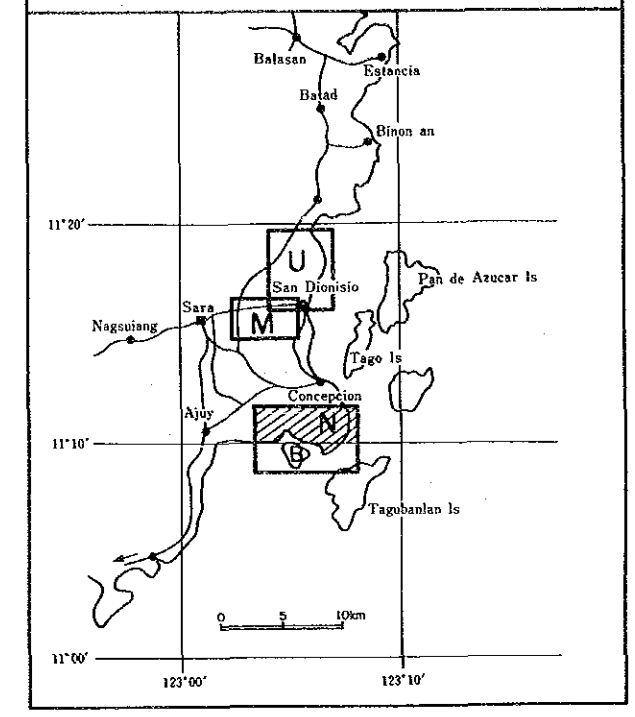 Balasan
Estancia
Batad
Binon an
11°20'
U
Pan de Azucar Is
San Dionisio
Sara
M
Nagsuiang
Tago Is
Concepcion
Ajuy
N
11°10'
B
Tagubanlan Is
0 5 10km
11°00'
123°00' 123°10'